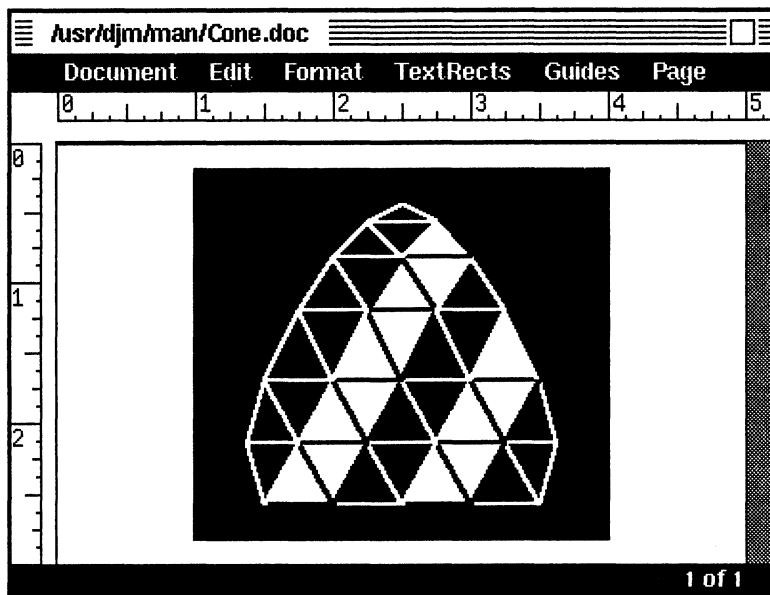 /usr/djm/man/Cone.doc
Document Edit Format TextRects Guides Page
0 1 2 3 4 5
0
1
2
1 of 1